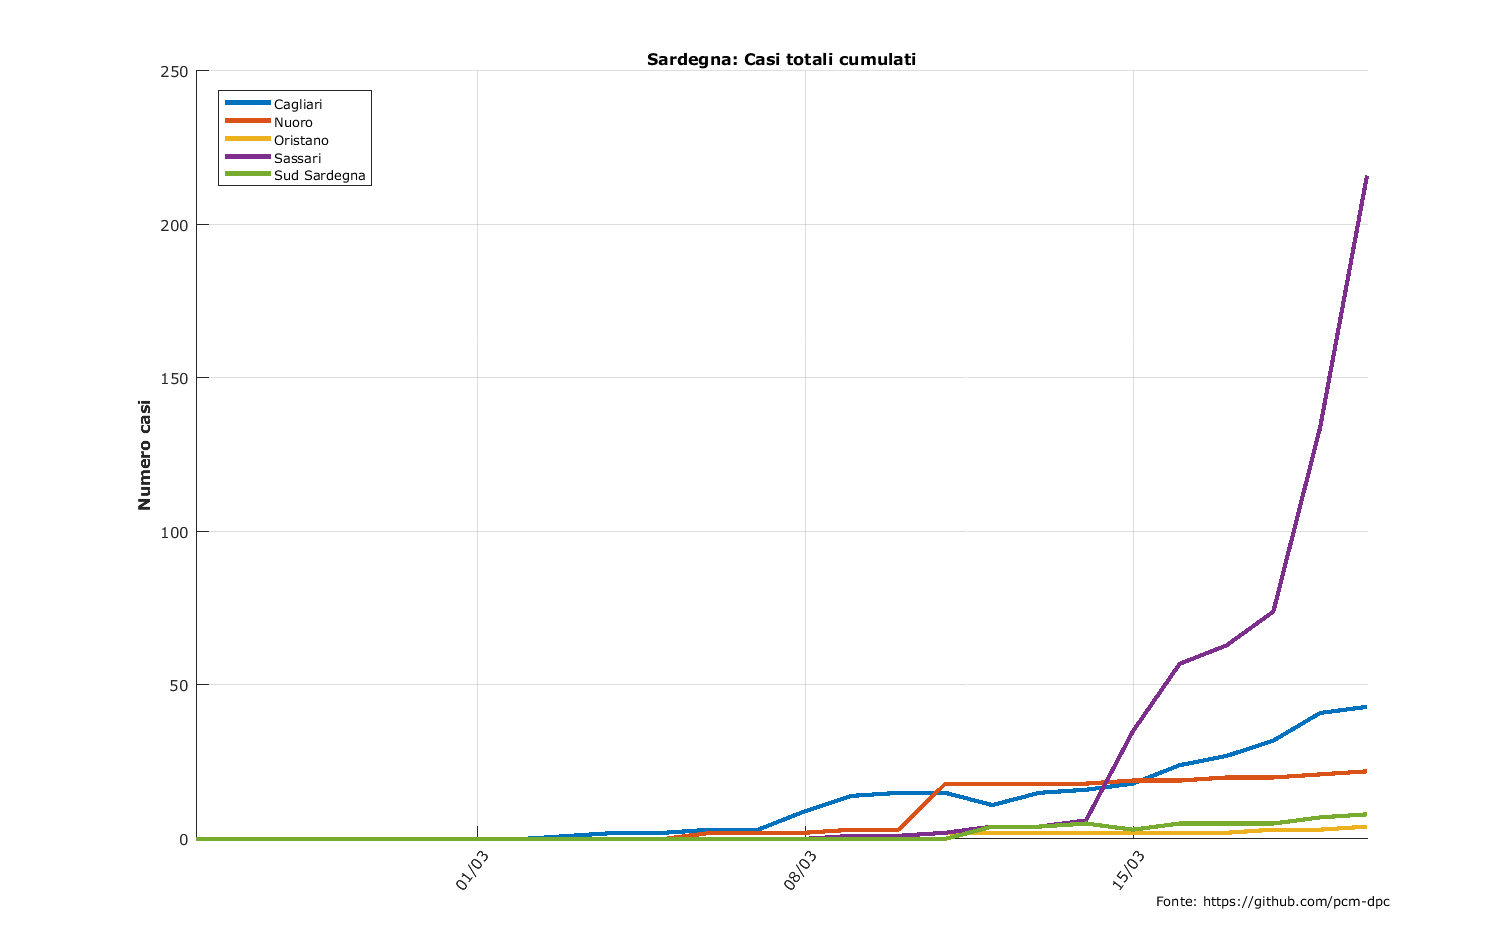 Sardegna: Casi totali cumulati
250
200
150
100
50
0
Numero casi
Cagliari
Nuoro
Oristano
Sassari
Sud Sardegna
01/03
08/03
15/03
Fonte: https://github.com/pcm-dpc